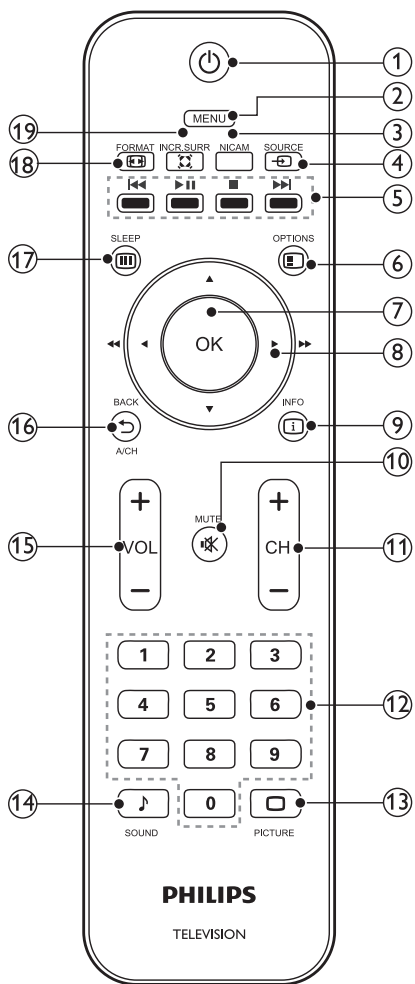 1
2
MENU
3
19
FORMAT INCR.SURR NICAM SOURCE
18
4
5
SLEEP OPTIONS
17
6
7
OK
8
BACK INFO
16
9
A/CH
10
MUTE
+ +
15 VOL CH 11
− −
1 2 3
4 5 6
12
7 8 9
14
0
13
SOUND PICTURE
PHILIPS
TELEVISION